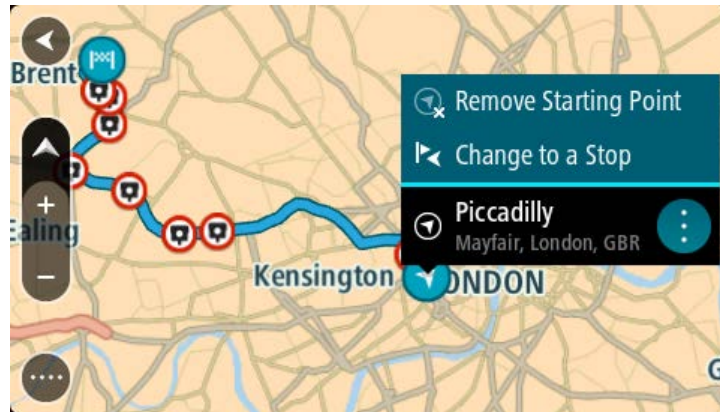 Brent
Remove Starting Point
Change to a Stop
Piccadilly
Mayfair, London, GBR
Ealing
Kensington
ONDON
G